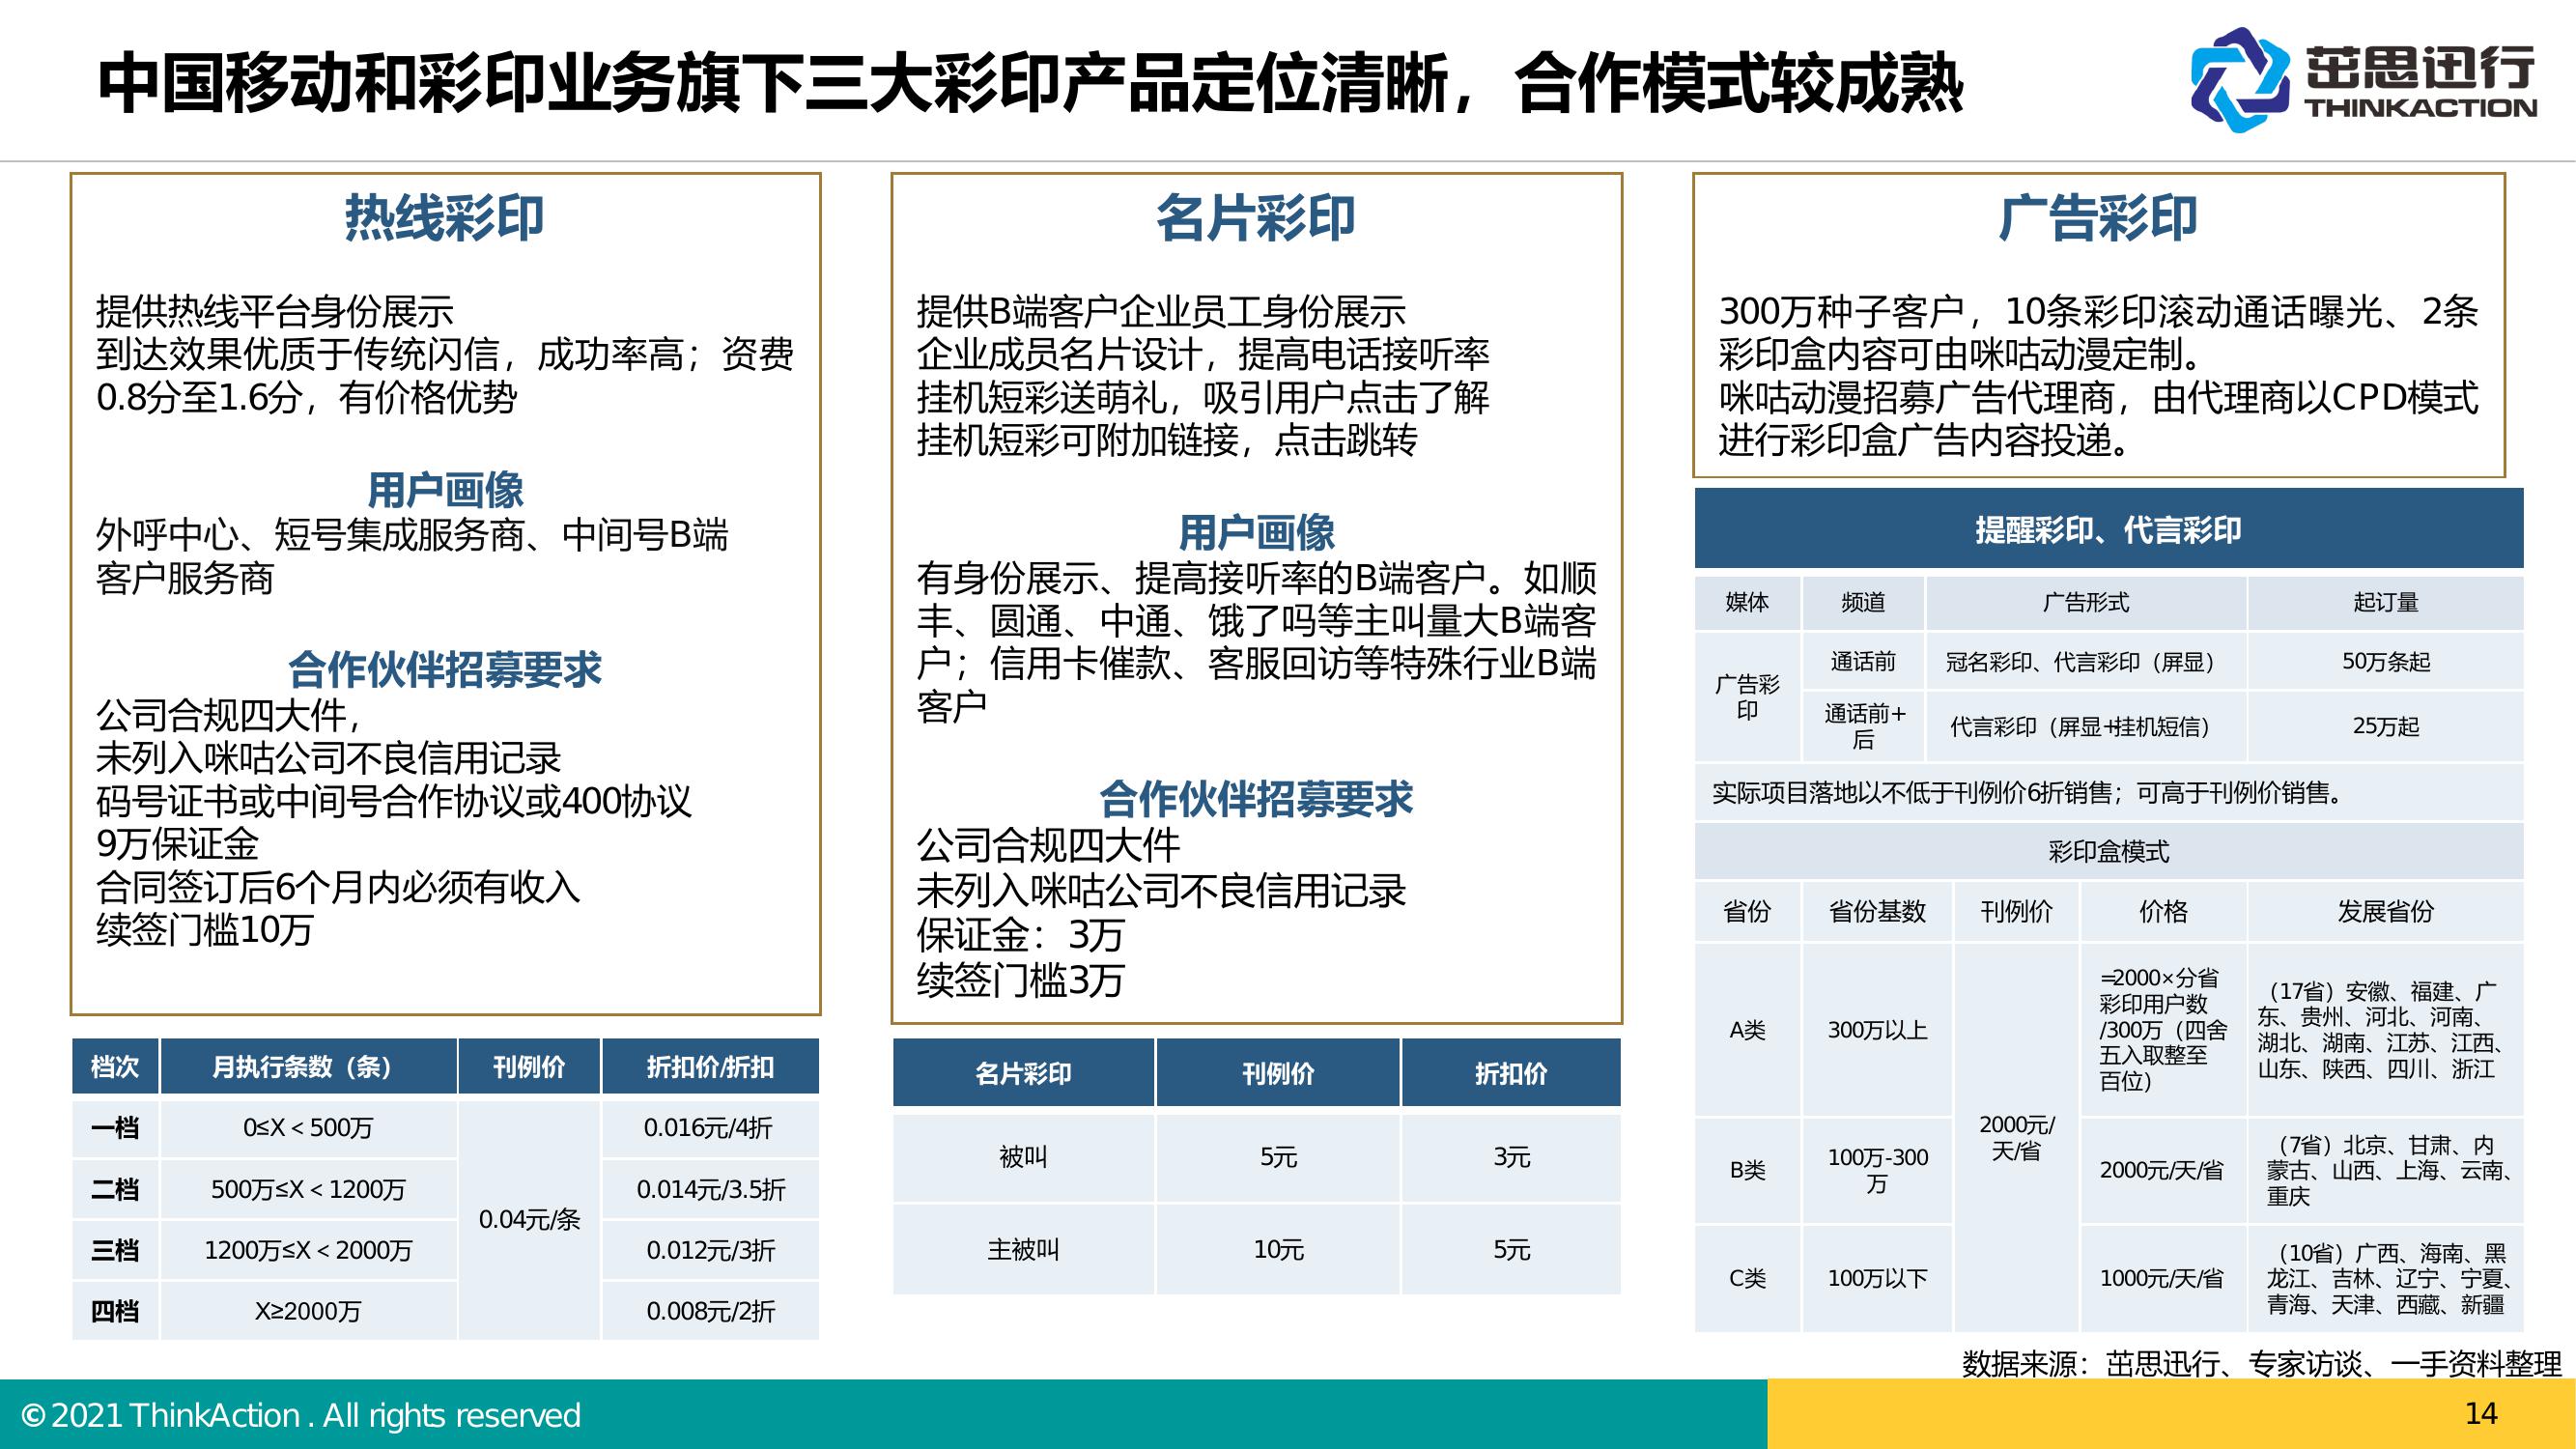 中国移动和彩印业务旗下三大彩印产品定位清晰，合作模式较成熟
茁思迅行
THINKACTION
热线彩印
提供热线平台身份展示
到达效果优质于传统闪信，成功率高；资费
0.8分至1.6分，有价格优势
用户画像
外呼中心、短号集成服务商、中间号B端
客户服务商
合作伙伴招募要求
公司合规四大件，
未列入咪咕公司不良信用记录
码号证书或中间号合作协议或400协议
9万保证金
合同签订后6个月内必须有收入
续签门槛10万
档次 月执行条数（条） 刊例价 折扣价/折扣
一档 0≤X＜500万 0.016元/4折
二档 500万≤X＜1200万 0.014元/3.5折
0.04元/条
三档 1200万≤X＜2000万 0.012元/3折
四档 X≥2000万 0.008元/2折
名片彩印
提供B端客户企业员工身份展示
企业成员名片设计，提高电话接听率
挂机短彩送萌礼，吸引用户点击了解
挂机短彩可附加链接，点击跳转
用户画像
有身份展示、提高接听率的B端客户。如顺
丰、圆通、中通、饿了吗等主叫量大B端客
户；信用卡催款、客服回访等特殊行业B端
客户
合作伙伴招募要求
公司合规四大件
未列入咪咕公司不良信用记录
保证金：3万
续签门槛3万
名片彩印 刊例价 折扣价
被叫 5元 3元
主被叫 10元 5元
广告彩印
300万种子客户，10条彩印滚动通话曝光、2条
彩印盒内容可由咪咕动漫定制。
咪咕动漫招募广告代理商，由代理商以CPD模式
进行彩印盒广告内容投递。
提醒彩印、代言彩印
媒体 频道 广告形式 起订量
广告彩
印
通话前 冠名彩印、代言彩印（屏显） 50万条起
通话前+
后
代言彩印（屏显+挂机短信） 25万起
实际项目落地以不低于刊例价6折销售；可高于刊例价销售。
彩印盒模式
省份 省份基数 刊例价 价格 发展省份
A类 300万以上
2000元/
天/省
=2000×分省
彩印用户数
/300万（四舍
五入取整至
百位）
（17省）安徽、福建、广
东、贵州、河北、河南、
湖北、湖南、江苏、江西、
山东、陕西、四川、浙江
B类
100万-300
万
2000元/天/省
（7省）北京、甘肃、内
蒙古、山西、上海、云南、
重庆
C类 100万以下 1000元/天/省
（10省）广西、海南、黑
龙江、吉林、辽宁、宁夏、
青海、天津、西藏、新疆
数据来源：茁思迅行、专家访谈、一手资料整理
© 2021 ThinkAction . All rights reserved
14